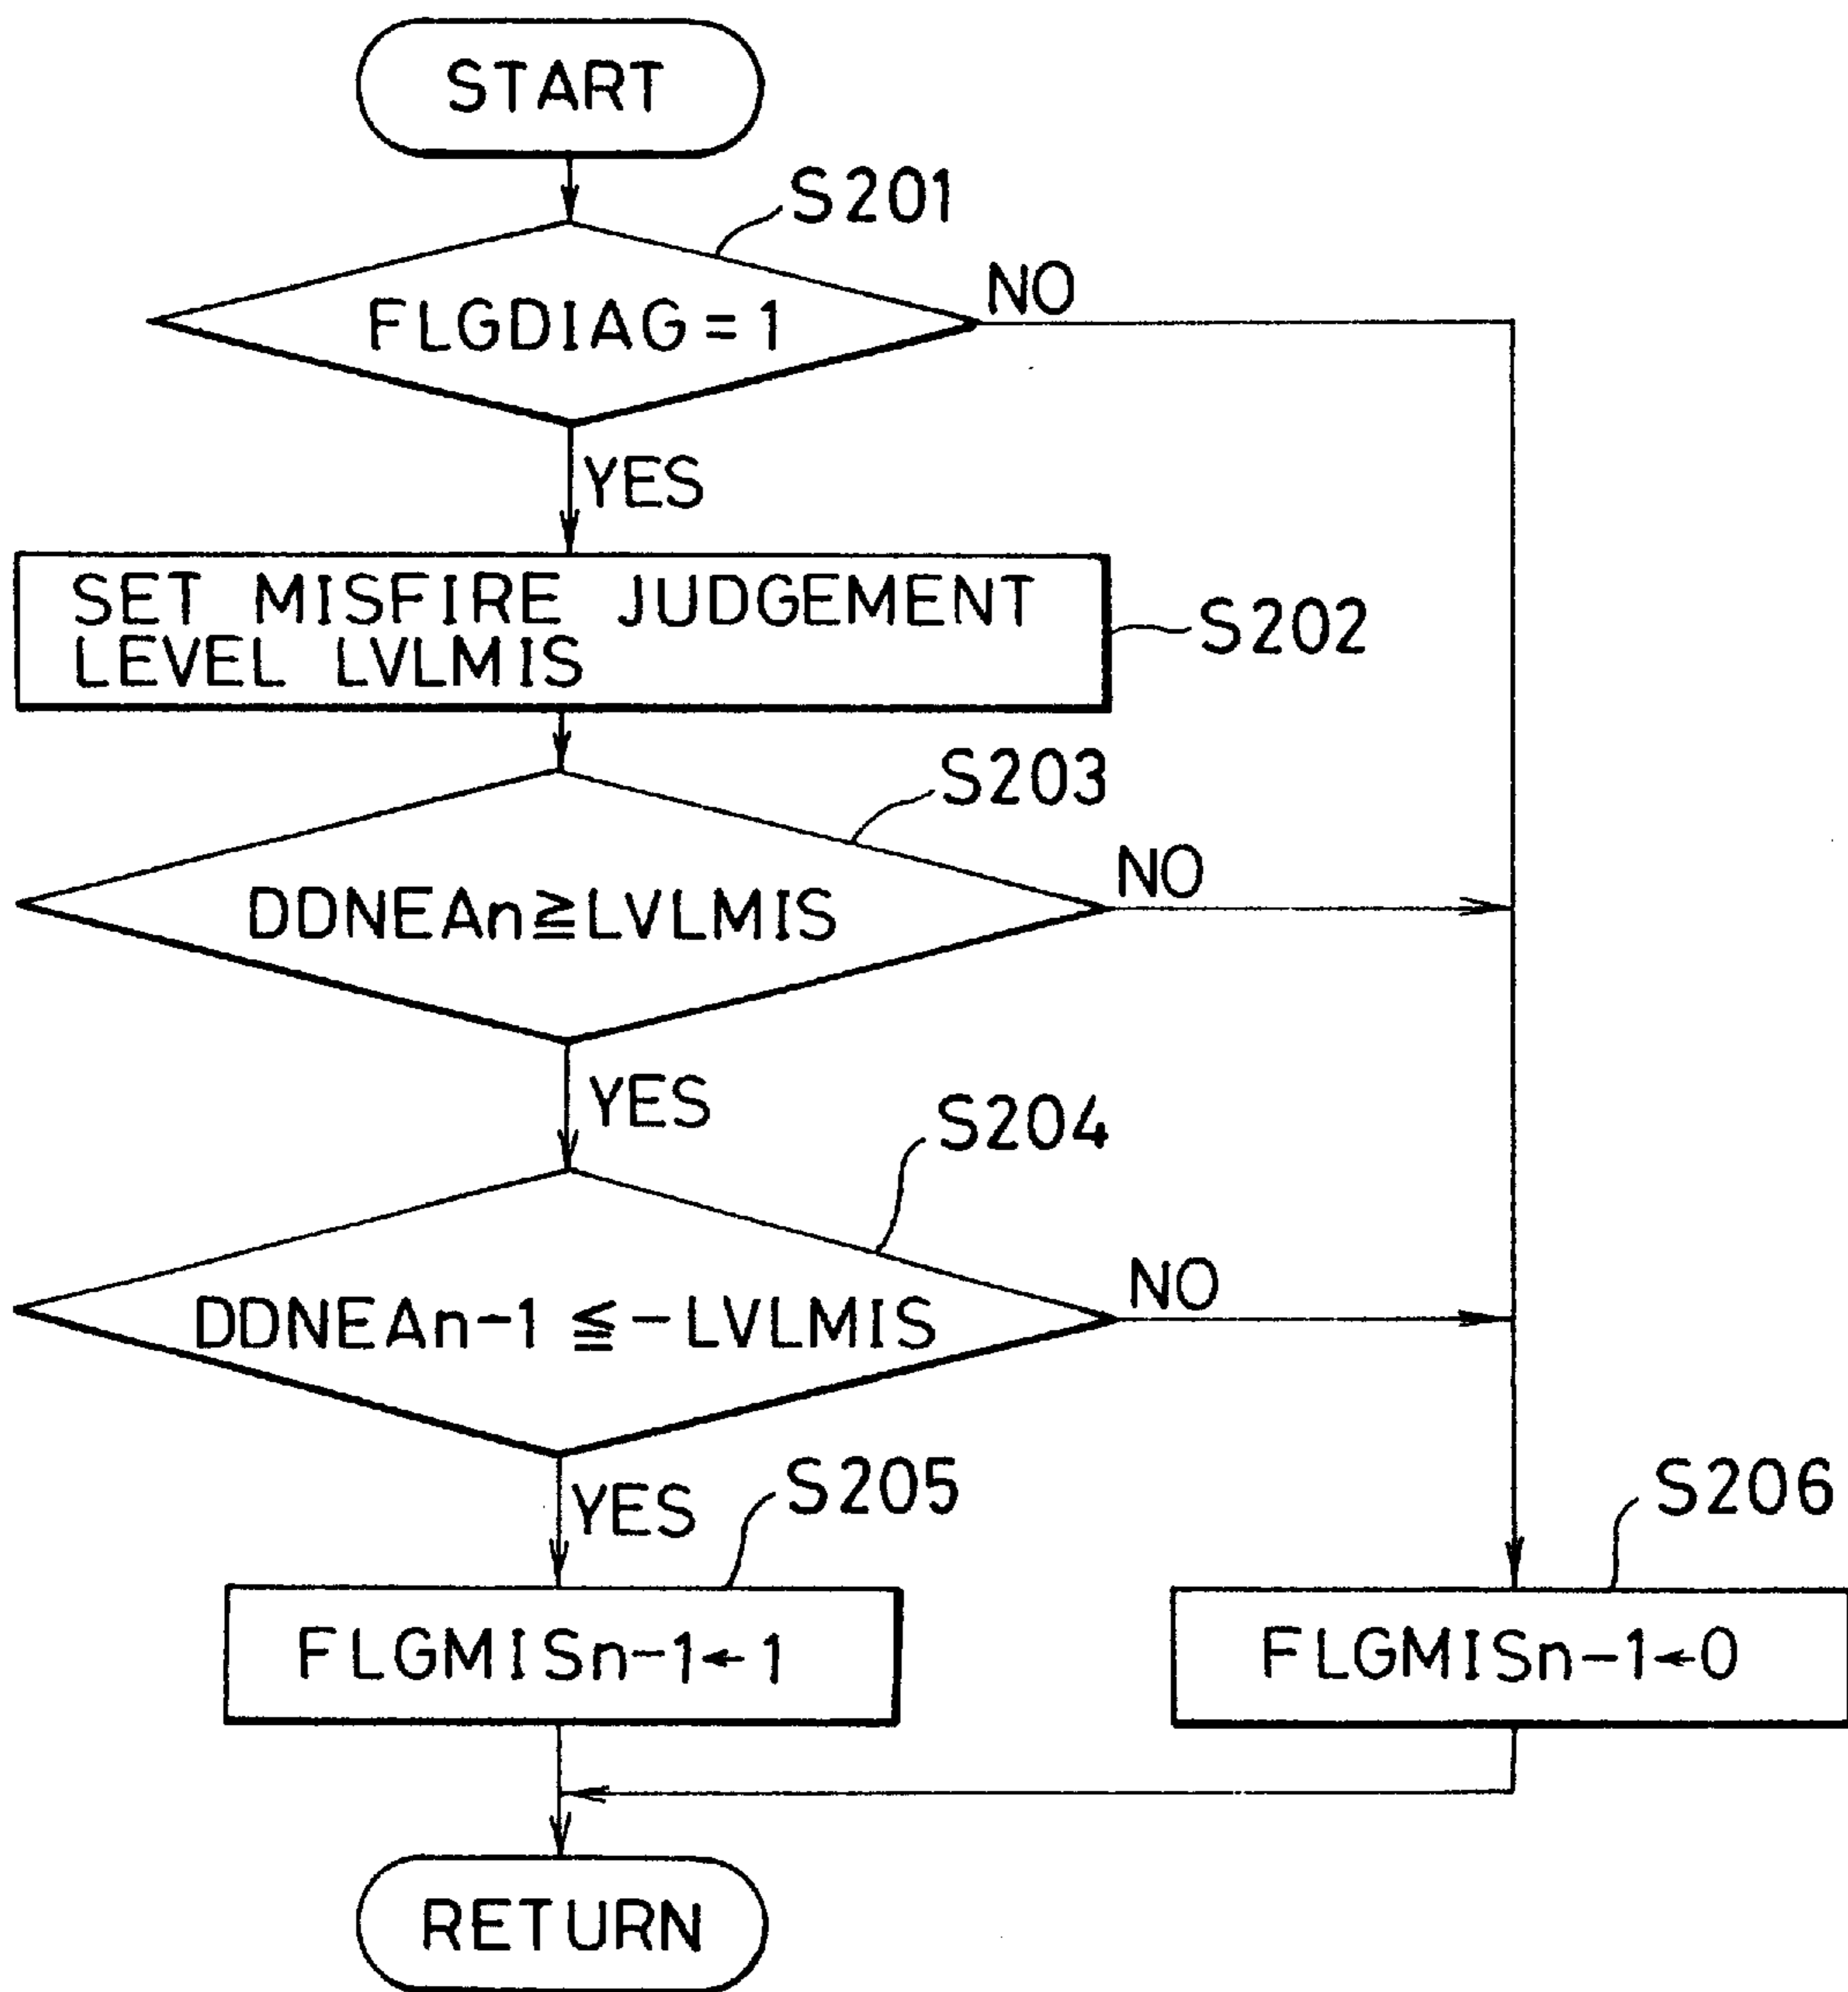 START
S201
FLGDIAG=1
NO
YES
SET MISFIRE JUDGEMENT
LEVEL LVLMIS
S202
S203
DDNEAn≧LVLMIS
NO
YES
S204
DDNEAn-1≦-LVLMIS
NO
YES
S205
S206
FLGMISn-1←1
FLGMISn-1←0
RETURN